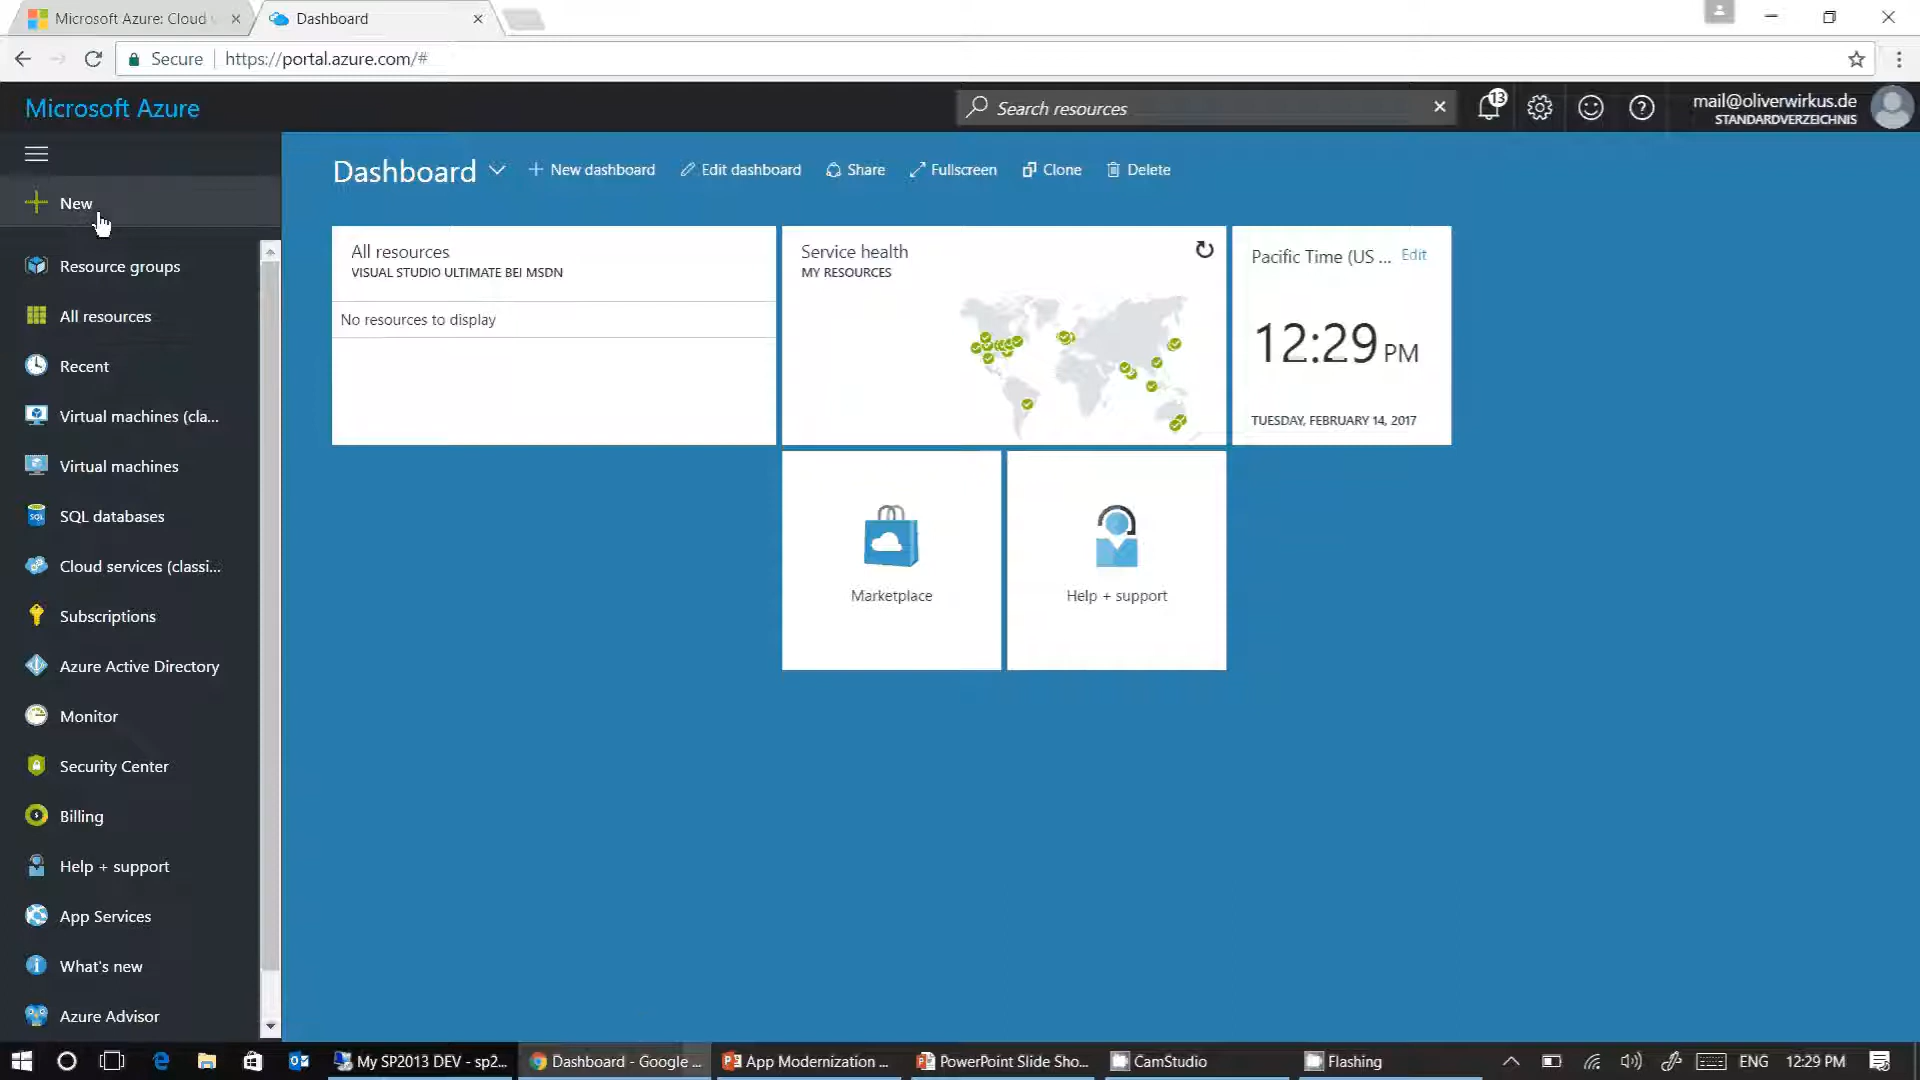 Microsoft Azure: Cloud
Dashboard
Secure
https://portal.azure.com/#
Microsoft Azure
Search resources
13
mail@oliverwirkus.de
STANDARDVERZEICHNIS
New
Resource groups
All resources
Recent
Virtual machines (cla...
Virtual machines
SQL databases
Cloud services (classi...
Subscriptions
Azure Active Directory
Monitor
Security Center
Billing
Help + support
App Services
What's new
Azure Advisor
Dashboard
New dashboard
Edit dashboard
Share
Fullscreen
Clone
Delete
All resources
VISUAL STUDIO ULTIMATE BEI MSDN
No resources to display
Service health
MY RESOURCES
Pacific Time (US ...
Edit
12:29 PM
TUESDAY, FEBRUARY 14, 2017
Marketplace
Help + support
My SP2013 DEV - sp2...
Dashboard - Google ...
App Modernization ...
PowerPoint Slide Sho...
CamStudio
Flashing
ENG
12:29 PM